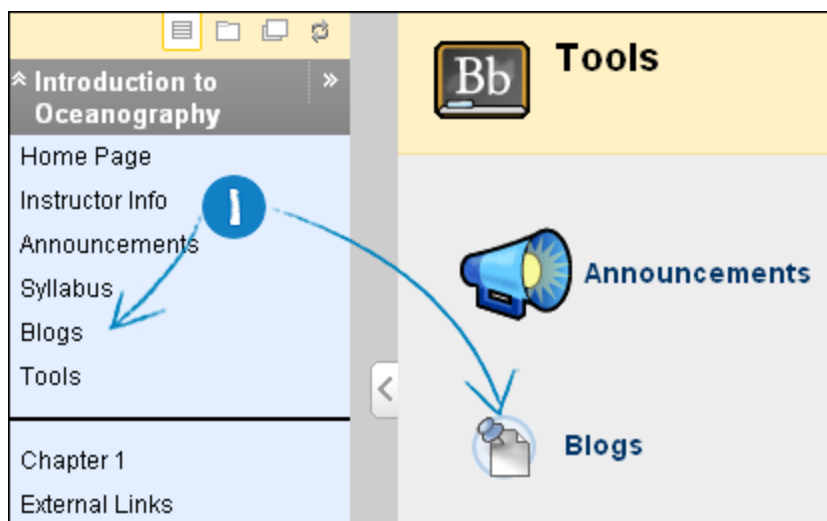 Introduction to
Oceanography
Home Page
Instructor Info
Announcements
Syllabus
Blogs
Tools
Chapter 1
External Links
1
Bb
Tools
Announcements
Blogs